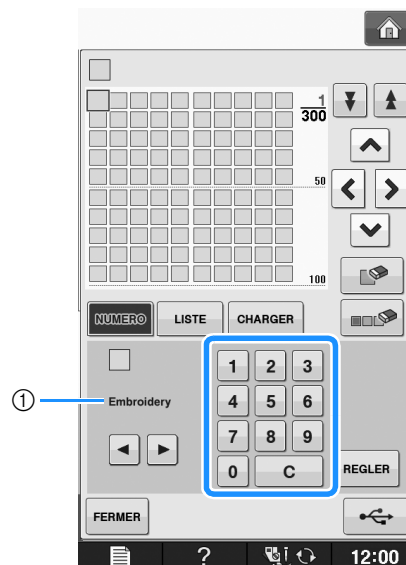 1
300
50
100
NUMERO LISTE CHARGER
1 2 3
① Embroidery 4 5 6
7 8 9
0 C REGLER
FERMER
? 12:00